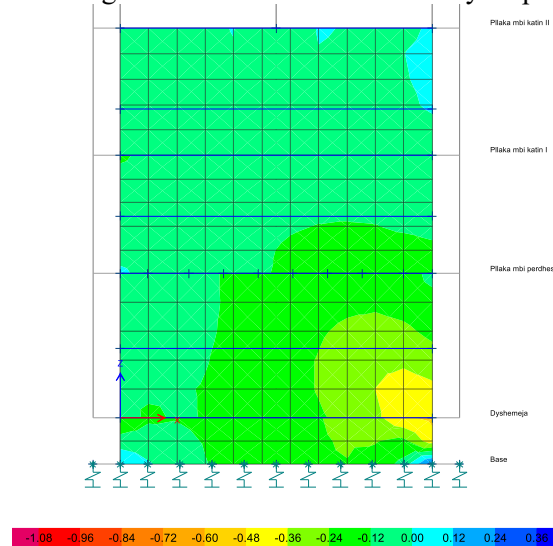 Pllaka mbi katin II
Pllaka mbi katin I
Pllaka mbi perdhes
Z
X
Dyshemeja
Base
-1.08 -0.96 -0.84 -0.72 -0.60 -0.48 -0.36 -0.24 -0.12 0.00 0.12 0.24 0.36